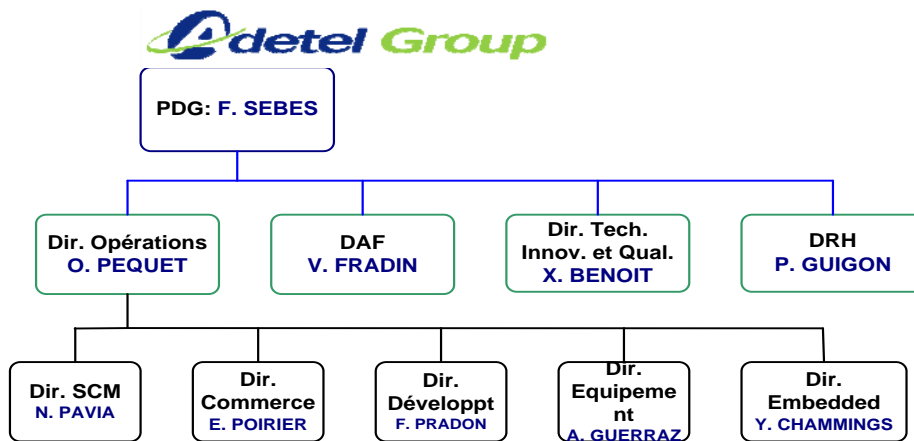 Adetel Group
PDG: F. SEBES
Dir. Opérations
O. PEQUET
DAF
V. FRADIN
Dir. Tech.
Innov. et Qual.
X. BENOIT
DRH
P. GUIGON
Dir. SCM
N. PAVIA
Dir.
Commerce
E. POIRIER
Dir.
Développt
F. PRADON
Dir.
Equipeme
nt
A. GUERRAZ
Dir.
Embedded
Y. CHAMMINGS